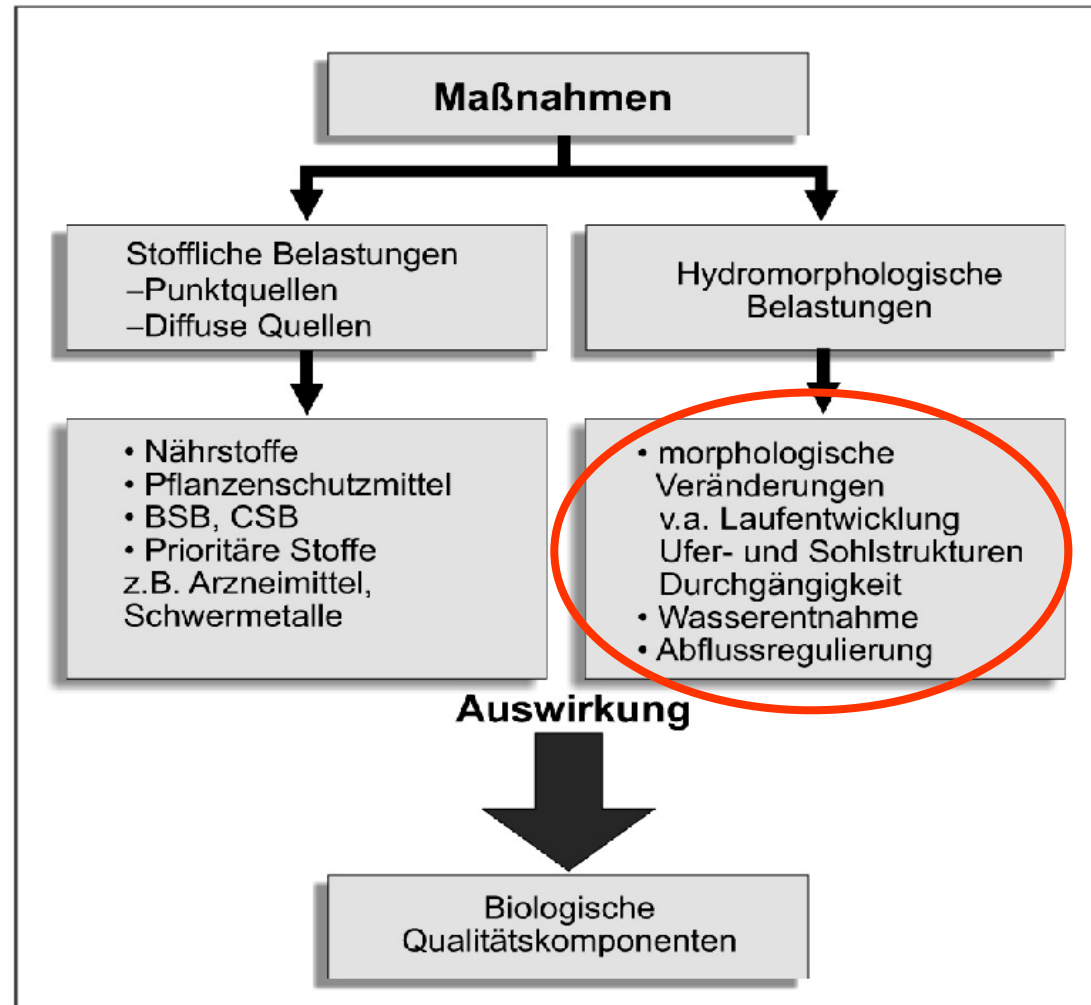 Maßnahmen
Stoffliche Belastungen
–Punktquellen
–Diffuse Quellen
Hydromorphologische
Belastungen
• Nährstoffe
• Pflanzenschutzmittel
• BSB, CSB
• Prioritäre Stoffe
z.B. Arzneimittel,
Schwermetalle
• morphologische
Veränderungen
v.a. Laufentwicklung
Ufer- und Sohlstrukturen
Durchgängigkeit
• Wasserentnahme
• Abflussregulierung
Auswirkung
Biologische
Qualitätskomponenten